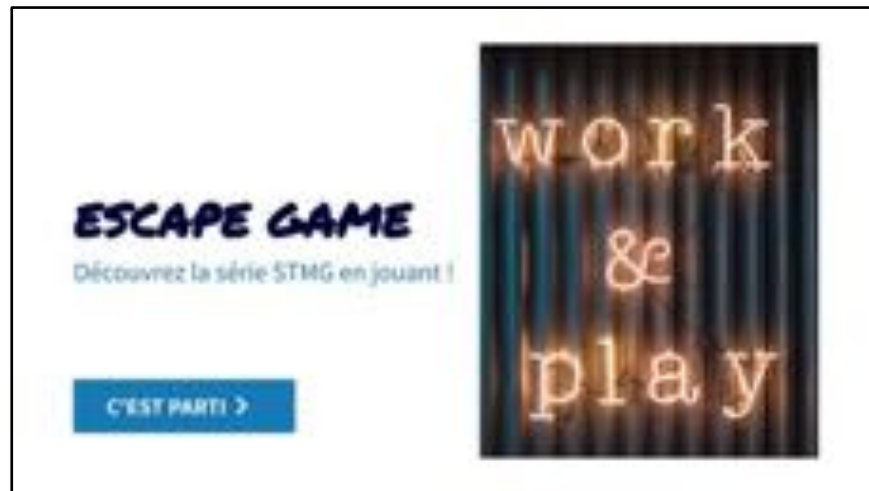 ESCAPE GAME
Découvrez la série STMG en jouant !
C'EST PARTI >
work
&
play